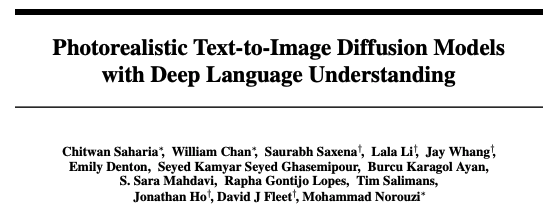 Photorealistic Text-to-Image Diffusion Models
with Deep Language Understanding
Chitwan Saharia*, William Chan*, Saurabh Saxena†, Lala Li†, Jay Whang†,
Emily Denton, Seyed Kamyar Seyed Ghasemipour, Burcu Karagol Ayan,
S. Sara Mahdavi, Rapha Gontijo Lopes, Tim Salimans,
Jonathan Ho†, David J Fleet†, Mohammad Norouzi*